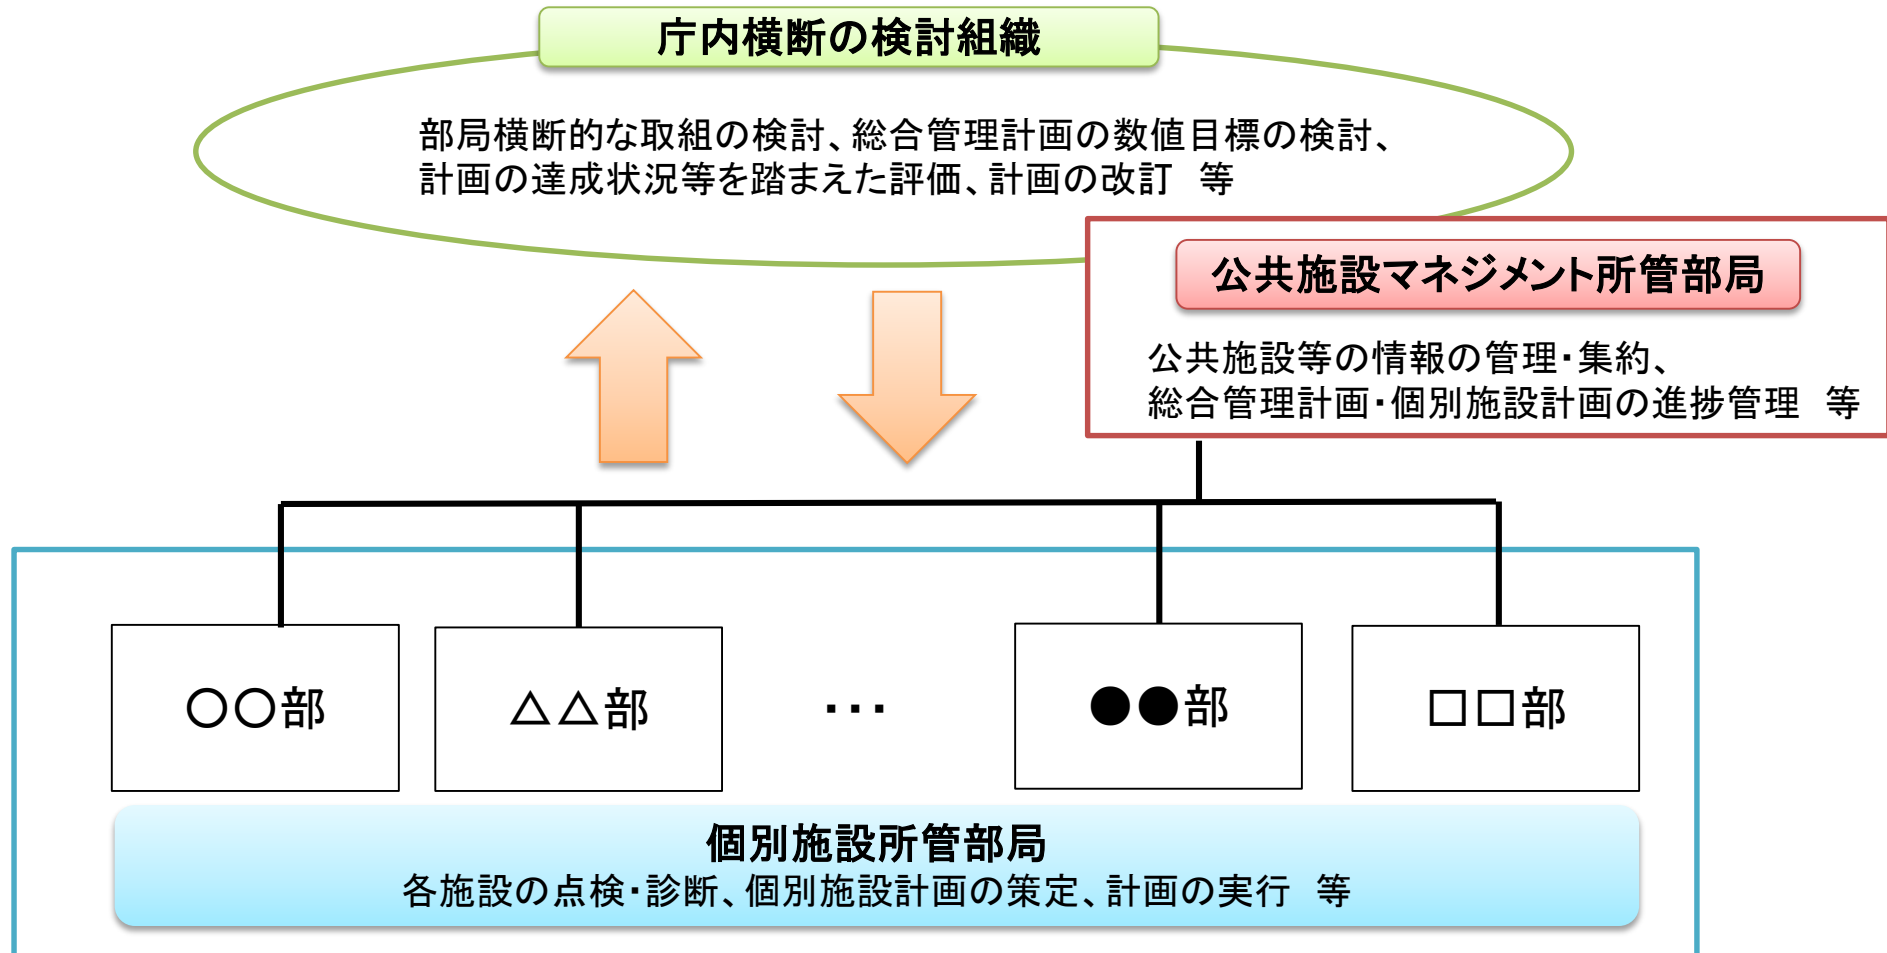 庁内横断の検討組織
部局横断的な取組の検討、総合管理計画の数値目標の検討、
計画の達成状況等を踏まえた評価、計画の改訂　等
公共施設マネジメント所管部局
公共施設等の情報の管理・集約、
総合管理計画・個別施設計画の進捗管理　等
○○部
△△部
・・・
●●部
□□部
個別施設所管部局
各施設の点検・診断、個別施設計画の策定、計画の実行　等